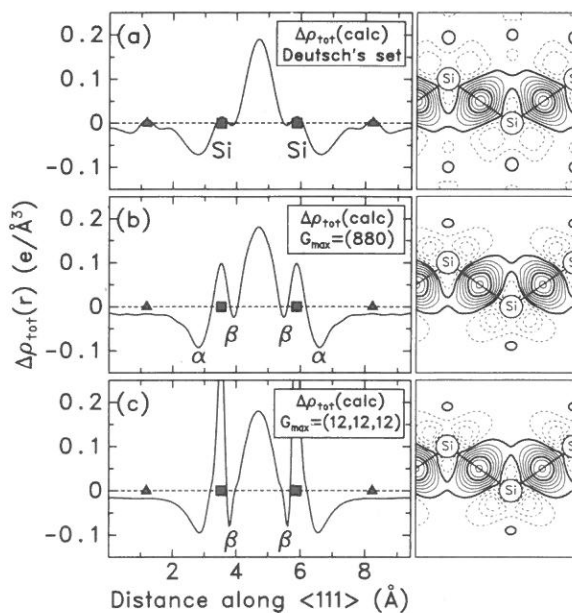 (a)
Δρtot(calc)
Deutsch's set
0.2
0.1
0
-0.1
Si
Si
Si
Si
(b)
Δρtot(calc)
Gmax=(880)
0.2
0.1
0
-0.1
α
β
β
α
Si
Si
(c)
Δρtot(calc)
Gmax=(12,12,12)
0.2
0.1
0
-0.1
β
β
Si
Si
Δρtot(r) (e/Å³)
2
4
6
8
Distance along <111> (Å)